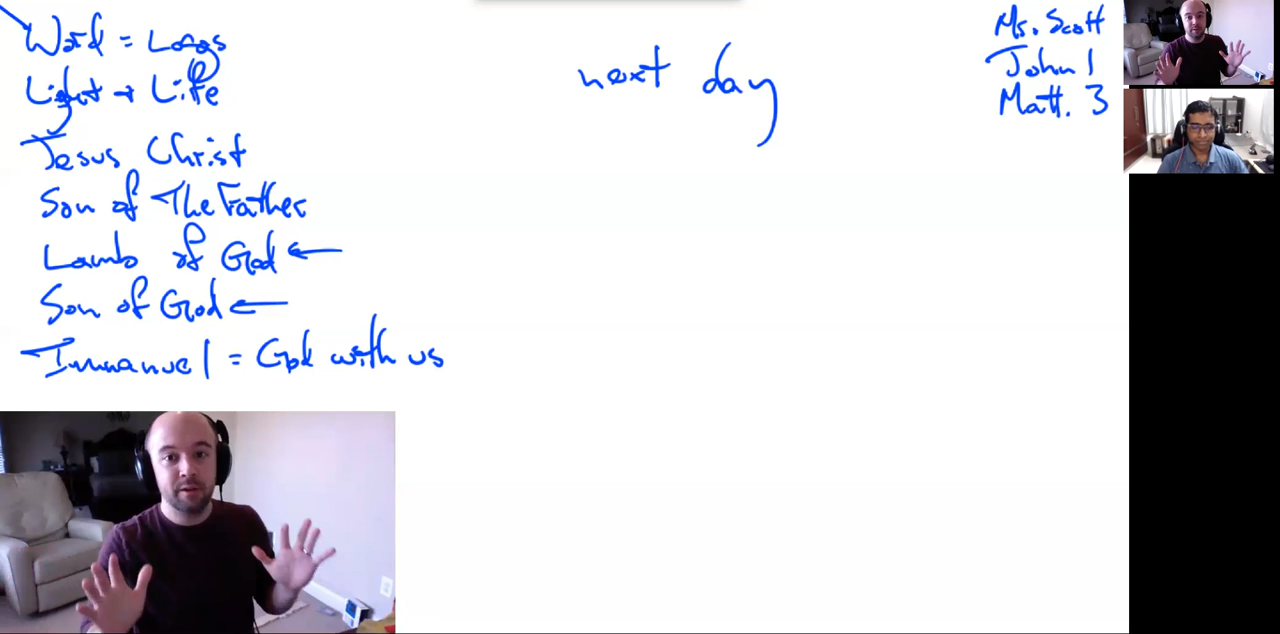 Word = Logos
Light → Life
Jesus Christ
Son of The Father
Lamb of God ←
Son of God ←
Immanuel = God with us
next day
Ms. Scott
John 1
Matt. 3